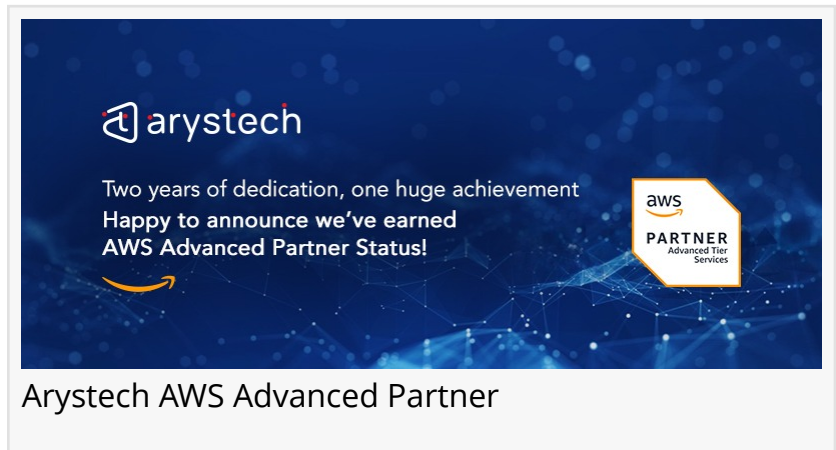 arystech
Two years of dedication, one huge achievement
Happy to announce we’ve earned
AWS Advanced Partner Status!
aws
PARTNER
Advanced Tier
Services
Arystech AWS Advanced Partner